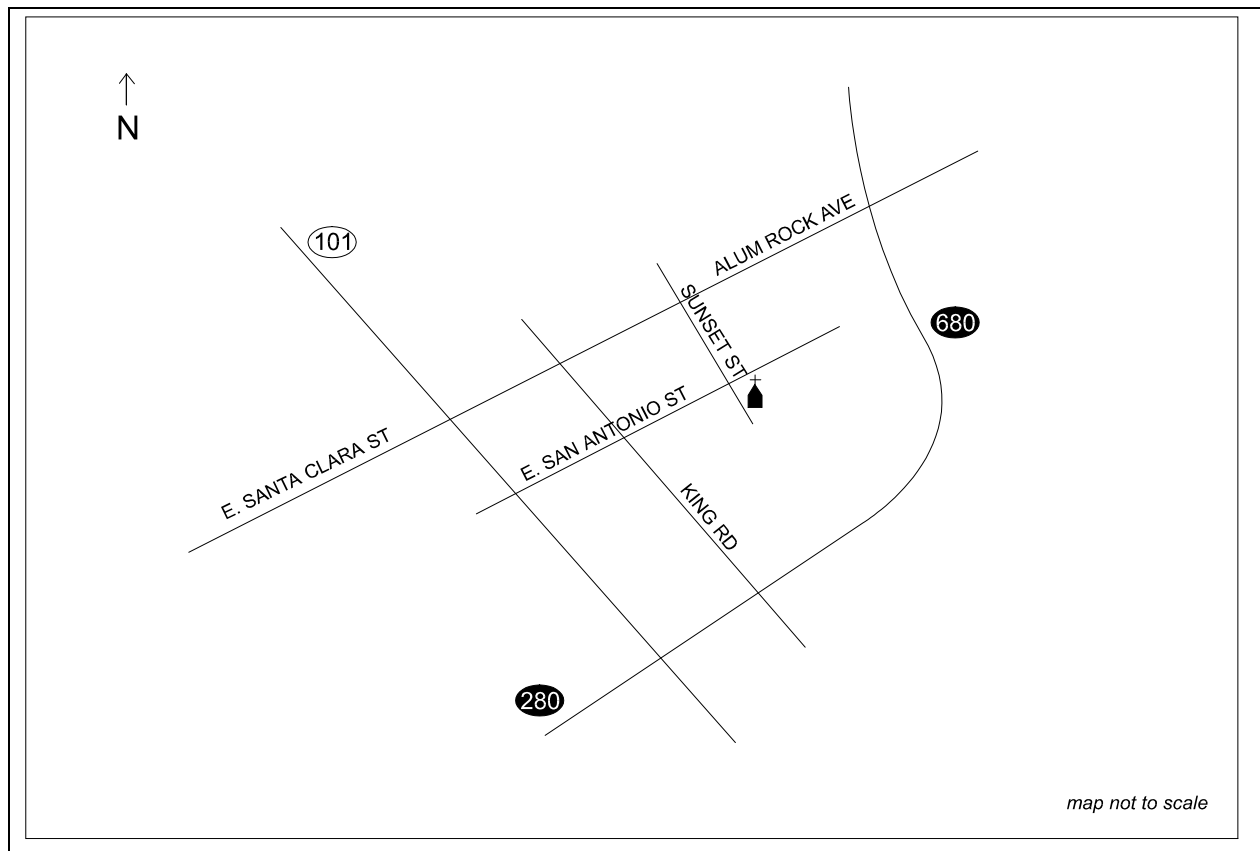 N
101
ALUM ROCK AVE
SUNSET ST
680
E. SAN ANTONIO ST
E. SANTA CLARA ST
KING RD
280
map not to scale